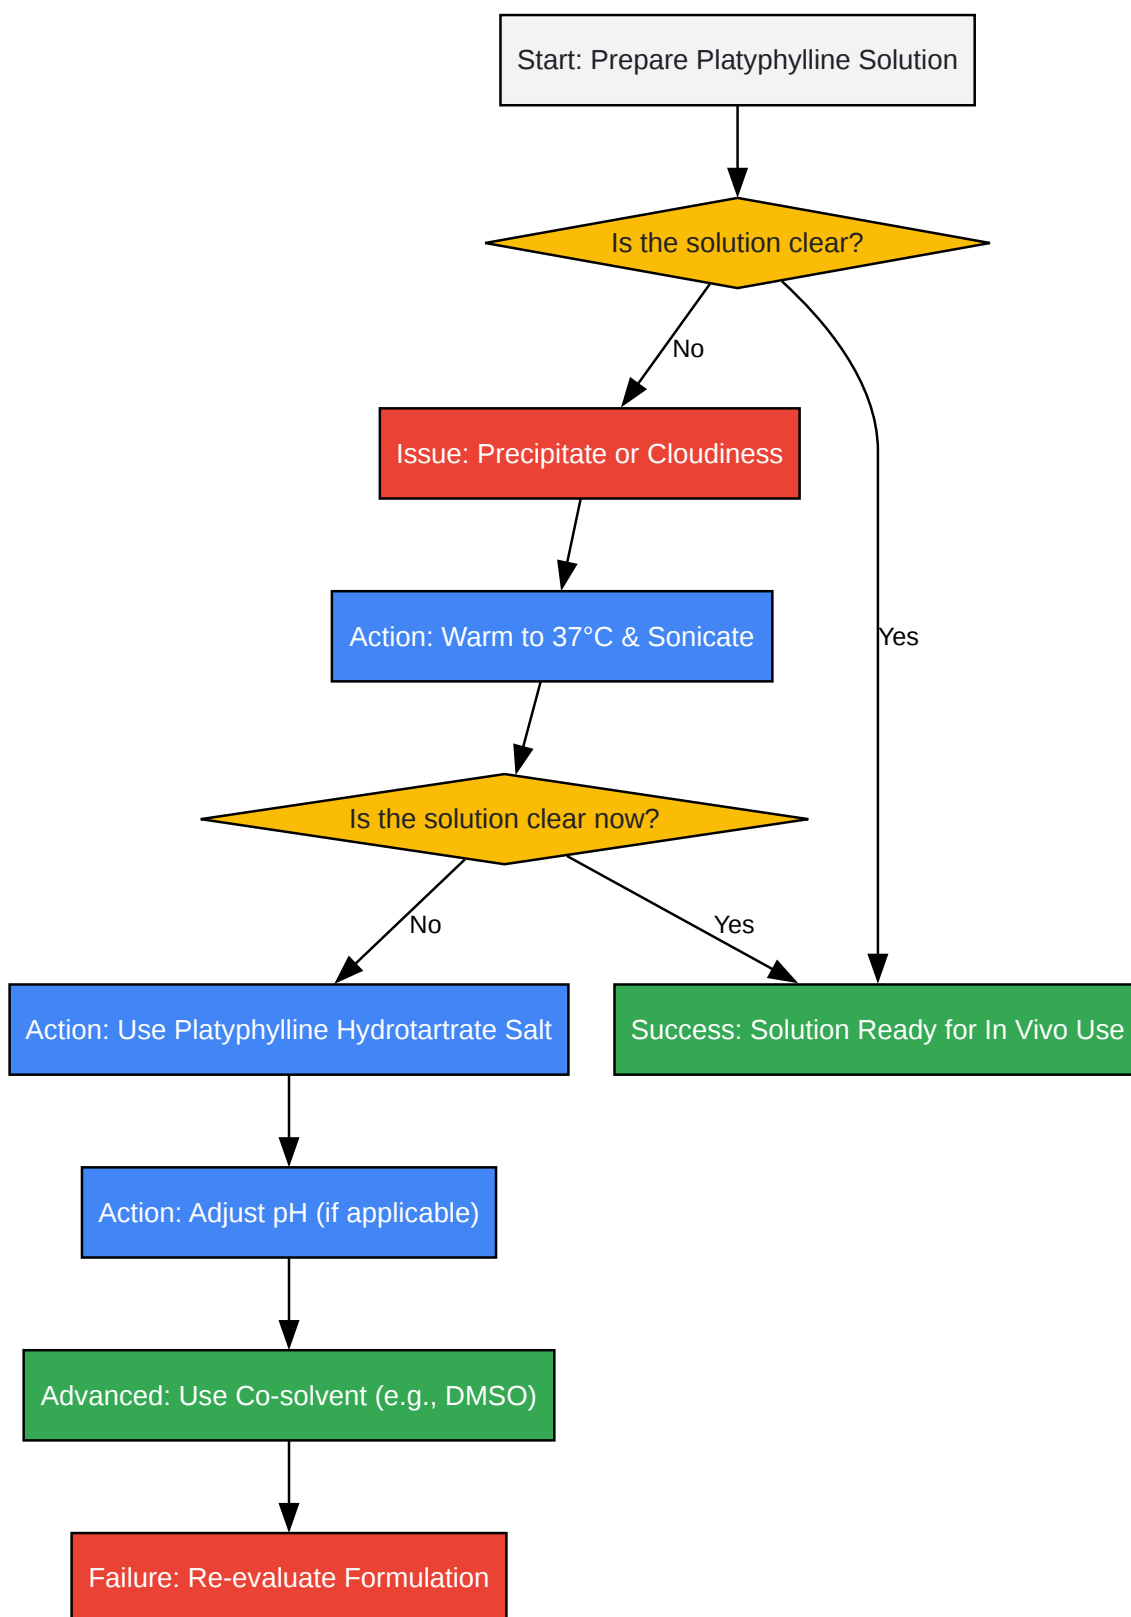 Start: Prepare Platyphylline Solution
Is the solution clear?
No
Issue: Precipitate or Cloudiness
Action: Warm to 37°C & Sonicate
Yes
Is the solution clear now?
No
Yes
Action: Use Platyphylline Hydrotartrate Salt
Success: Solution Ready for In Vivo Use
Action: Adjust pH (if applicable)
Advanced: Use Co-solvent (e.g., DMSO)
Failure: Re-evaluate Formulation